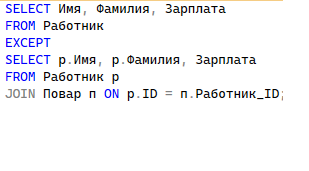 SELECT Имя, Фамилия, Зарплата
FROM Работник
EXCEPT
SELECT р.Имя, р.Фамилия, Зарплата
FROM Работник р
JOIN Повар п ON р.ID = п.Работник_ID;